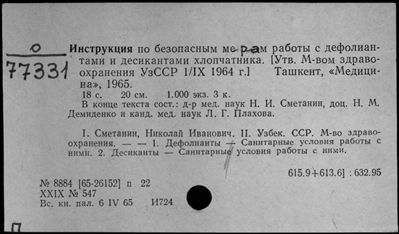 О
77331
Инструкция по безопасным мерам работы с дефолиан-
тами и десикантами хлопчатника. [Утв. М-вом здраво-
охранения УзССР 1/IX 1964 г.] Ташкент, «Медици-
на», 1965.
18 с. 20 см. 1.000 экз. 3 к.
В конце текста сост.: д-р мед. наук Н. И. Сметанин, доц. Н. М.
Демиденко и канд. мед. наук Л. Г. Плахова.
I. Сметанин, Николай Иванович. II. Узбек. ССР. М-во здраво-
охранения. — — 1. Дефолианты — Санитарные условия работы с
ними. 2. Десиканты — Санитарные условия работы с ними.
615.9+613.6] : 632.95
№ 8884 [65-26152] п 22
XXIX № 547
Вс. кн. пал. 6 IV 65 И724
П